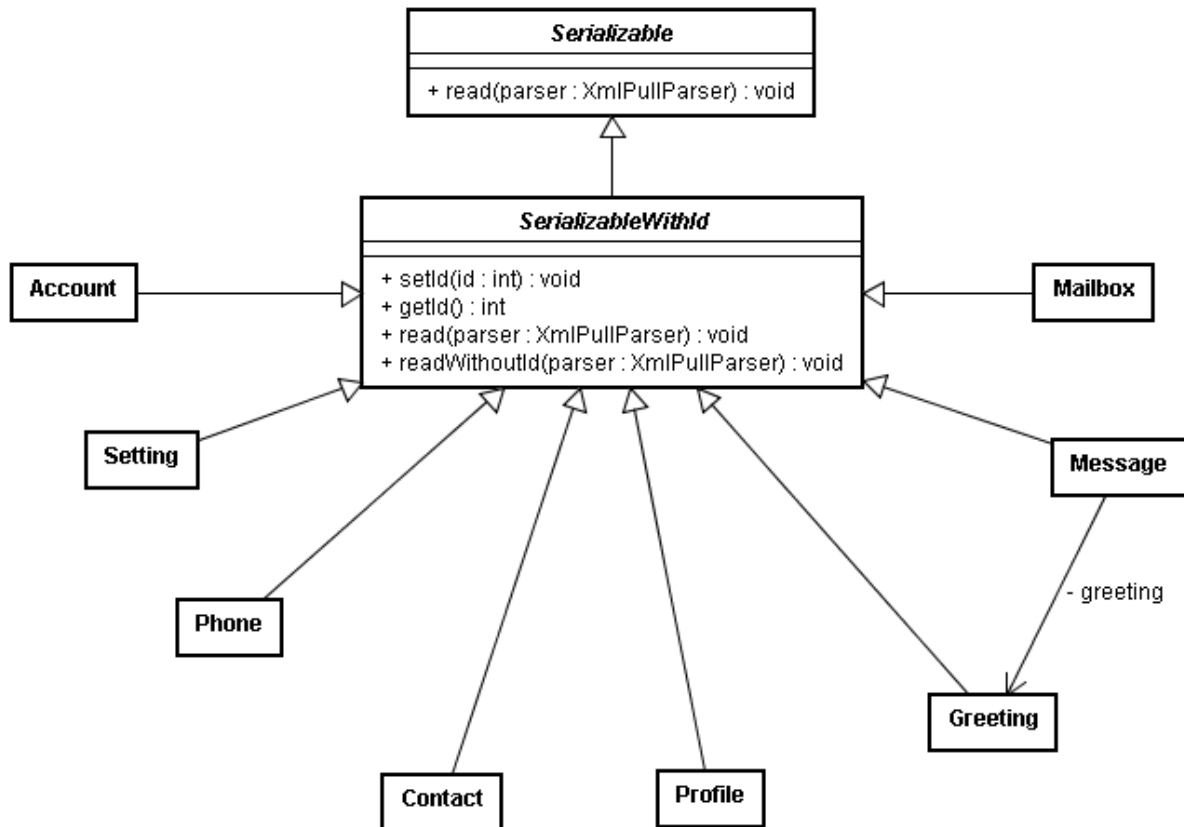 Serializable
+ read(parser : XmlPullParser) : void
SerializableWithId
+ setId(id : int) : void
+ getId() : int
+ read(parser : XmlPullParser) : void
+ readWithoutId(parser : XmlPullParser) : void
Account
Mailbox
Setting
Message
- greeting
Phone
Greeting
Contact
Profile